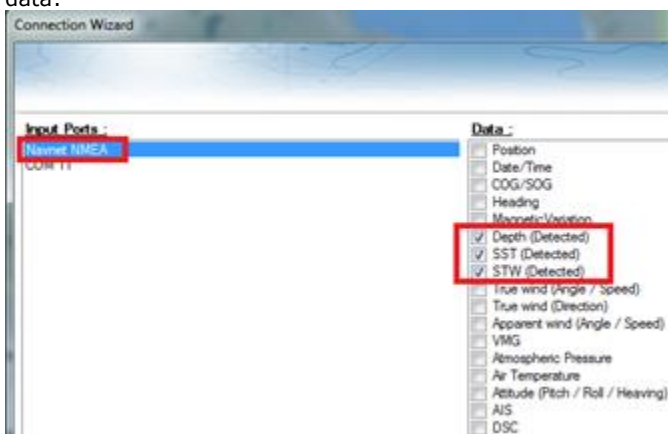 data.
Connection Wizard
Input Ports :
Navnet NMEA
COM 11
Data :
Position
Date/Time
COG/SOG
Heading
Magnetic Variation
Depth (Detected)
SST (Detected)
STW (Detected)
True wind (Angle / Speed)
True wind (Direction)
Apparent wind (Angle / Speed)
VMG
Atmospheric Pressure
Air Temperature
Attitude (Pitch / Roll / Heaving)
AIS
DSC